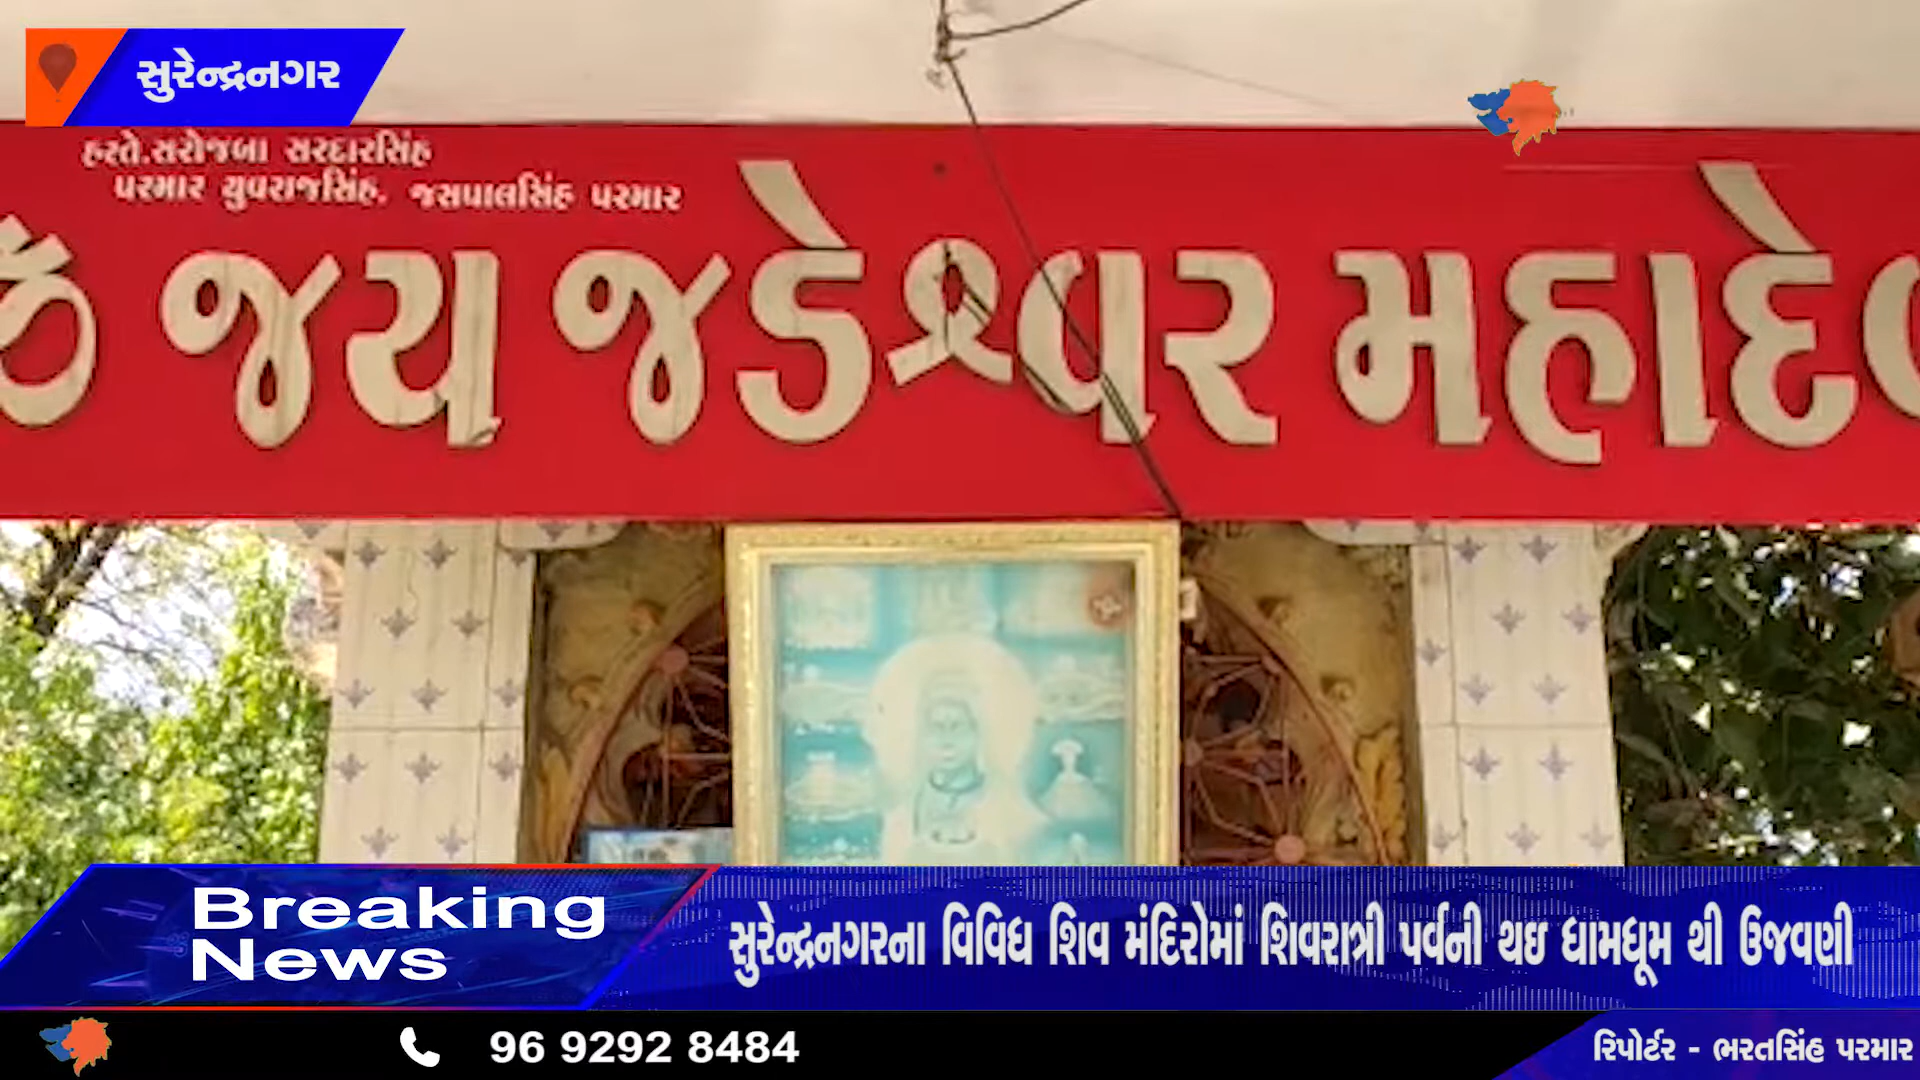 સુરેન્દ્રનગર
હસ્તે.સરોજબા સરદારસિંહ
પરમાર યુવરાજસિંહ. જસપાલસિંહ પરમાર
ૐ જય જડેશ્વર મહાદેવ
Breaking
News
સુરેન્દ્રનગરના વિવિધ શિવ મંદિરોમાં શિવરાત્રી પર્વની થઇ ધામધૂમ થી ઉજવણી
96 9292 8484
રિપોર્ટર - ભરતસિંહ પરમાર